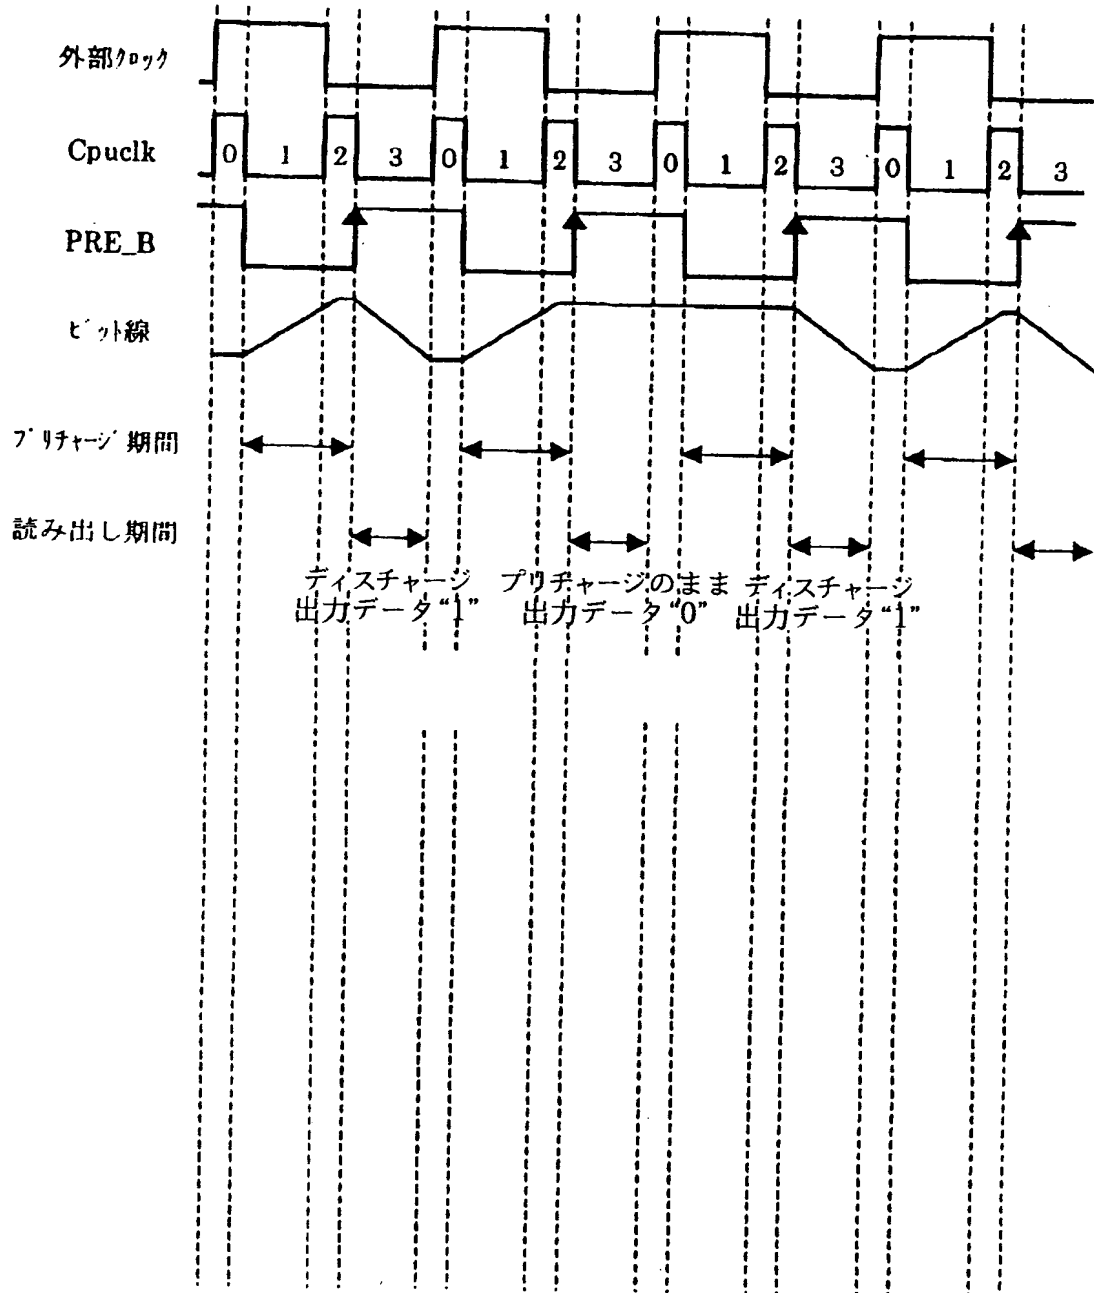 外部ｸﾛｯｸ
Cpuclk
0 1 2 3 0 1 2 3 0 1 2 3 0 1 2 3
PRE_B
ﾋﾞｯﾄ線
ﾌﾟﾘﾁｬｰｼﾞ期間
読み出し期間
ディスチャージ プリチャージのまま ディスチャージ
出力データ“1” 出力データ“0” 出力データ“1”